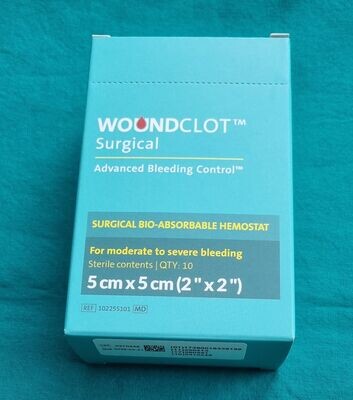 WOUNDCLOT™
Surgical
Advanced Bleeding Control™
SURGICAL BIO-ABSORBABLE HEMOSTAT
For moderate to severe bleeding
Sterile contents | QTY: 10
5 cm x 5 cm (2" x 2")
REF 102255101 MD